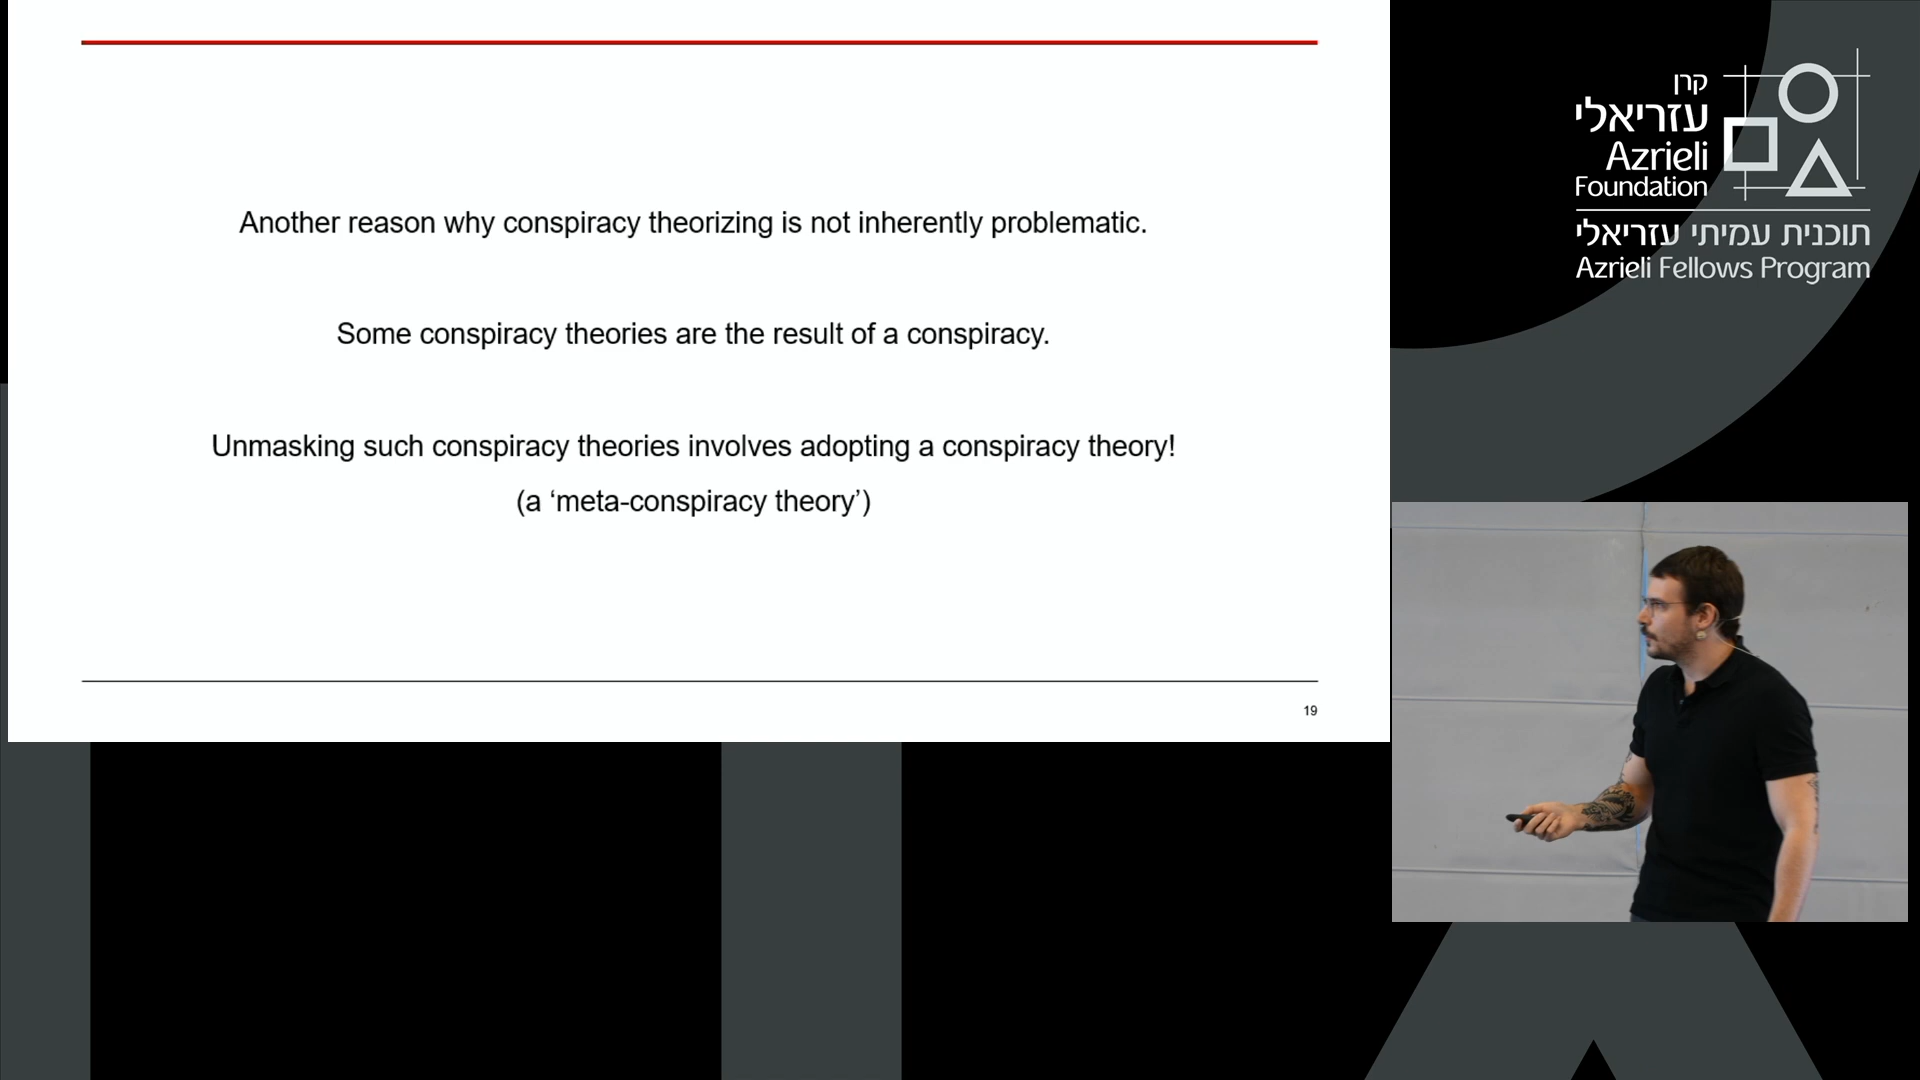 Another reason why conspiracy theorizing is not inherently problematic.
Some conspiracy theories are the result of a conspiracy.
Unmasking such conspiracy theories involves adopting a conspiracy theory!
(a ‘meta-conspiracy theory’)
19
קרן
עזריאלי
Azrieli
Foundation
תוכנית עמיתי עזריאלי
Azrieli Fellows Program